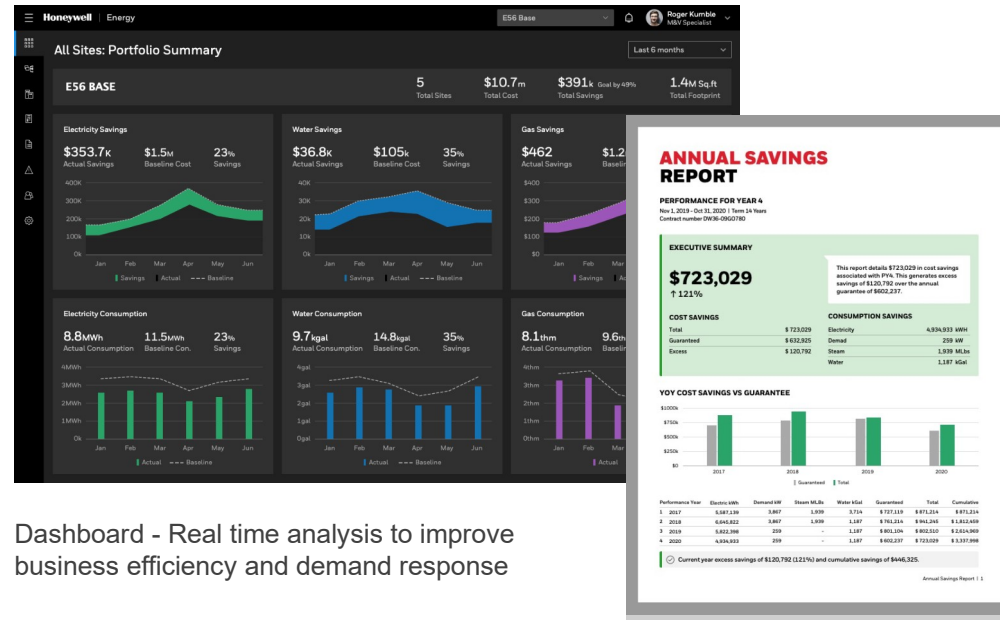 Honeywell | Energy
E56 Base
Roger Kumble
M&V Specialist
All Sites: Portfolio Summary
Last 6 months
E56 BASE
5
Total Sites
$10.7m
Total Cost
$391k Goal by 49%
Total Savings
1.4M Sq.ft
Total Footprint
Electricity Savings
$353.7K $1.5M 23%
Actual Savings Baseline Cost Savings
400K
300K
200k
100k
0k
Jan Feb Mar Apr May Jun
Savings Actual Baseline
Water Savings
$36.8k $105k 35%
Actual Savings Baseline Cost Savings
40K
30K
20k
10k
0k
Jan Feb Mar Apr May Jun
Savings Actual Baseline
Gas Savings
$462 $1.2
Actual Savings Baseline
$400
$300
$200
$100
$0
Jan Feb Mar
Savings
Electricity Consumption
8.8MWh 11.5MWh 23%
Actual Consumption Baseline Con. Savings
4MWh
3MWh
2MWh
1MWh
0k
Jan Feb Mar Apr May Jun
Actual Baseline
Water Consumption
9.7kgal 14.8kgal 35%
Actual Consumption Baseline Con. Savings
4gal
3gal
2gal
1gal
0gal
Jan Feb Mar Apr May Jun
Actual Baseline
Gas Consumption
8.1thm 9.6th
Actual Consumption
4thm
3thm
2thm
1thm
0thm
Jan Feb Mar
Actual
ANNUAL SAVINGS
REPORT
PERFORMANCE FOR YEAR 4
Nov 1, 2019 - Oct 31, 2020 | Term 14 Years
Contract number DW36-09GO780
EXECUTIVE SUMMARY
$723,029
↑ 121%
This report details $723,029 in cost savings
associated with PY4. This generates excess
savings of $120,792 over the annual
guarantee of $602,237.
COST SAVINGS
Total $ 723,029
Guaranteed $ 632,925
Excess $ 120,792
CONSUMPTION SAVINGS
Electricity 4,934,933 kWH
Demad 259 kW
Steam 1,939 MLbs
Water 1,187 kGal
YOY COST SAVINGS VS GUARANTEE
$1000k
$750k
$500k
$250k
$0
2017 2018 2019 2020
Guaranteed Total
Performance Year Electric kWh Demand kW Steam MLBs Water kGal Guaranteed Total Cumulative
1 2017 5,587,139 3,867 1,939 3,714 $ 727,119 $ 871,214 $ 871,214
2 2018 6,640,822 3,867 1,939 1,187 $ 761,214 $ 941,245 $ 1,812,459
3 2019 5,822,398 259 - 1,187 $ 801,104 $ 802,510 $ 2,614,969
4 2020 4,934,933 259 - 1,187 $ 602,237 $ 723,029 $ 3,337,998
Current year excess savings of $120,792 (121%) and cumulative savings of $446,325.
Annual Savings Report | 1
Dashboard - Real time analysis to improve
business efficiency and demand response